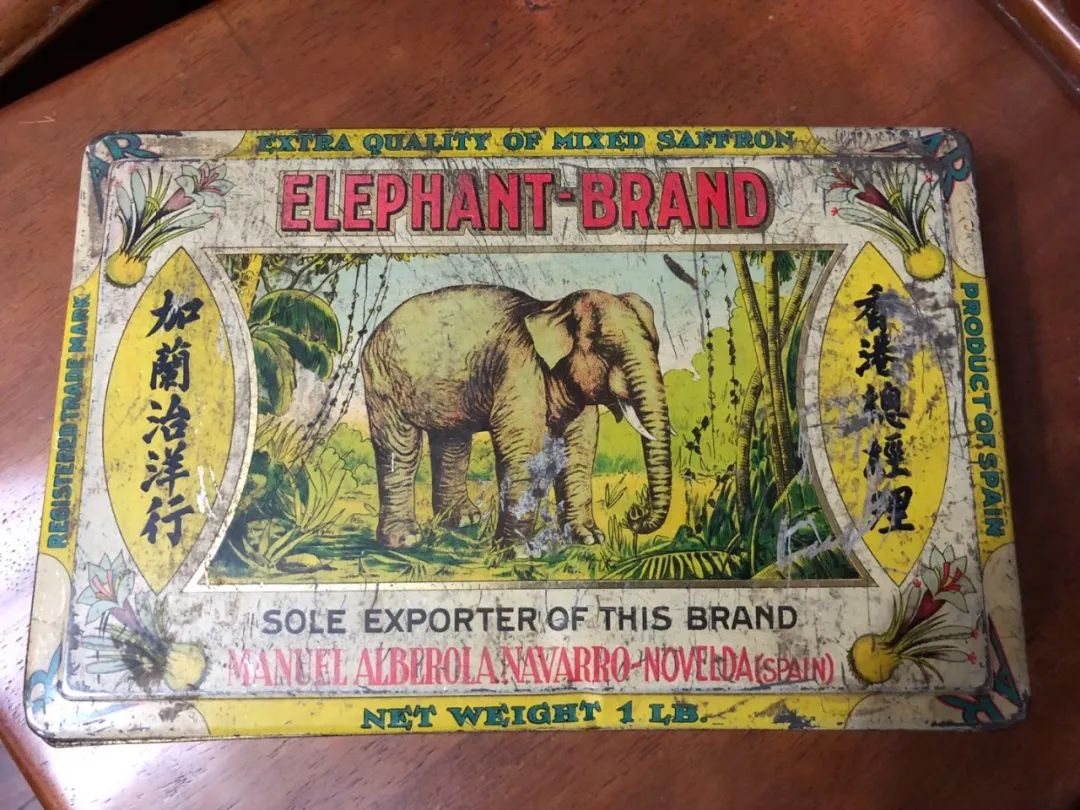 EXTRA QUALITY OF MIXED SAFFRON
ELEPHANT-BRAND
加蘭治洋行
香港總經理
REGISTERED TRADE MARK
PRODUCT OF SPAIN
SOLE EXPORTER OF THIS BRAND
MANUEL ALBEROLA NAVARRO-NOVELDA (SPAIN)
NET WEIGHT 1 LB.